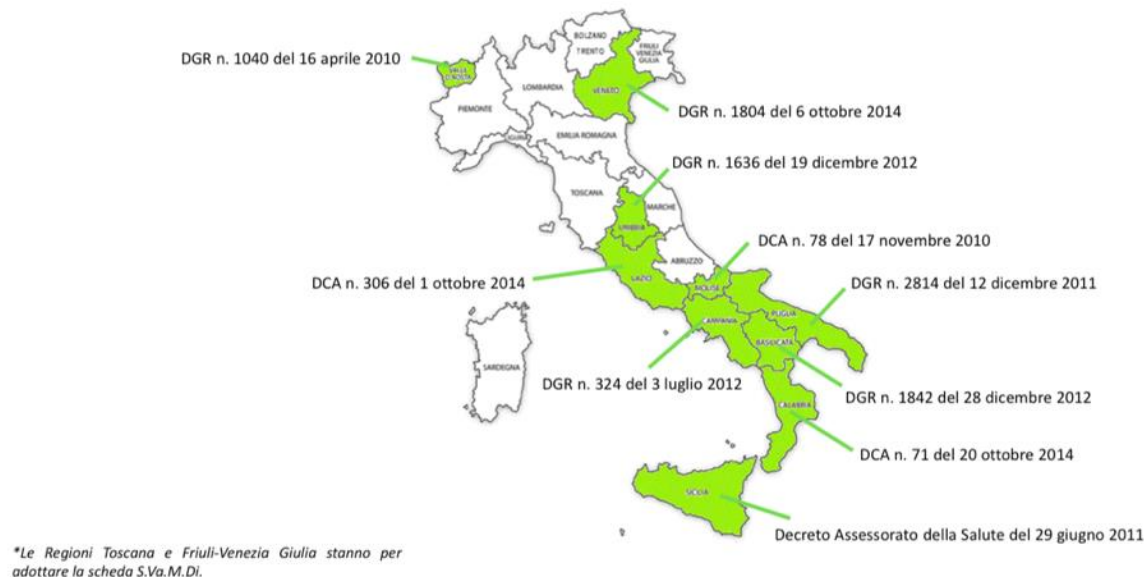 BOLZANO
TRENTO
FRIULI
VENEZIA
GIULIA
DGR n. 1040 del 16 aprile 2010
VALLE
D'AOSTA
LOMBARDIA
VENETO
PIEMONTE
DGR n. 1804 del 6 ottobre 2014
LIGURIA
EMILIA ROMAGNA
DGR n. 1636 del 19 dicembre 2012
TOSCANA
MARCHE
UMBRIA
DCA n. 78 del 17 novembre 2010
ABRUZZO
DCA n. 306 del 1 ottobre 2014
LAZIO
MOLISE
DGR n. 2814 del 12 dicembre 2011
PUGLIA
CAMPANIA
BASILICATA
SARDEGNA
DGR n. 324 del 3 luglio 2012
DGR n. 1842 del 28 dicembre 2012
CALABRIA
DCA n. 71 del 20 ottobre 2014
SICILIA
Decreto Assessorato della Salute del 29 giugno 2011
*Le Regioni Toscana e Friuli-Venezia Giulia stanno per
adottare la scheda S.Va.M.Di.